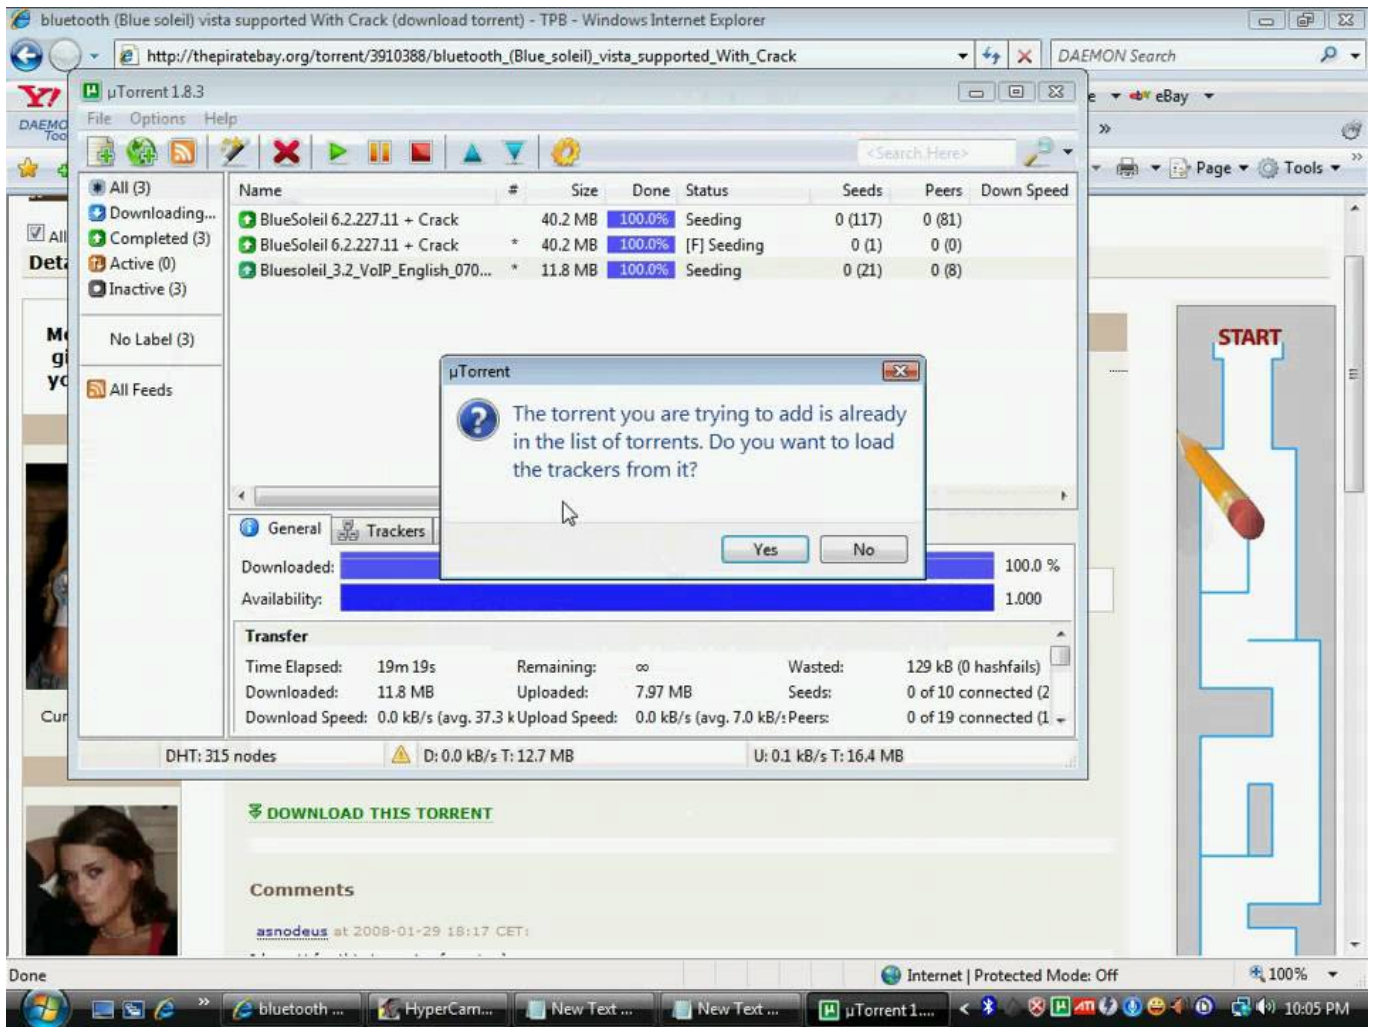 bluetooth (Blue soleil) vista supported With Crack (download torrent) - TPB - Windows Internet Explorer
http://thepiratebay.org/torrent/3910388/bluetooth_(Blue_soleil)_vista_supported_With_Crack
DAEMON Search
µTorrent 1.8.3
eBay
File Options Help
<Search Here>
Page Tools
All (3)
Downloading...
Completed (3)
Active (0)
Inactive (3)
No Label (3)
All Feeds
Name # Size Done Status Seeds Peers Down Speed
BlueSoleil 6.2.227.11 + Crack 40.2 MB 100.0% Seeding 0 (117) 0 (81)
BlueSoleil 6.2.227.11 + Crack * 40.2 MB 100.0% [F] Seeding 0 (1) 0 (0)
Bluesoleil_3.2_VoIP_English_070... * 11.8 MB 100.0% Seeding 0 (21) 0 (8)
START
µTorrent
The torrent you are trying to add is already
in the list of torrents. Do you want to load
the trackers from it?
Yes No
General Trackers
Downloaded: 100.0 %
Availability: 1.000
Transfer
Time Elapsed: 19m 19s Remaining: ∞ Wasted: 129 kB (0 hashfails)
Downloaded: 11.8 MB Uploaded: 7.97 MB Seeds: 0 of 10 connected (2
Download Speed: 0.0 kB/s (avg. 37.3 k Upload Speed: 0.0 kB/s (avg. 7.0 kB/s Peers: 0 of 19 connected (1
DHT: 315 nodes D: 0.0 kB/s T: 12.7 MB U: 0.1 kB/s T: 16.4 MB
DOWNLOAD THIS TORRENT
Comments
asnodeus at 2008-01-29 18:17 CET:
Done Internet | Protected Mode: Off 100%
bluetooth ... HyperCam... New Text ... New Text ... µTorrent 1.... 10:05 PM